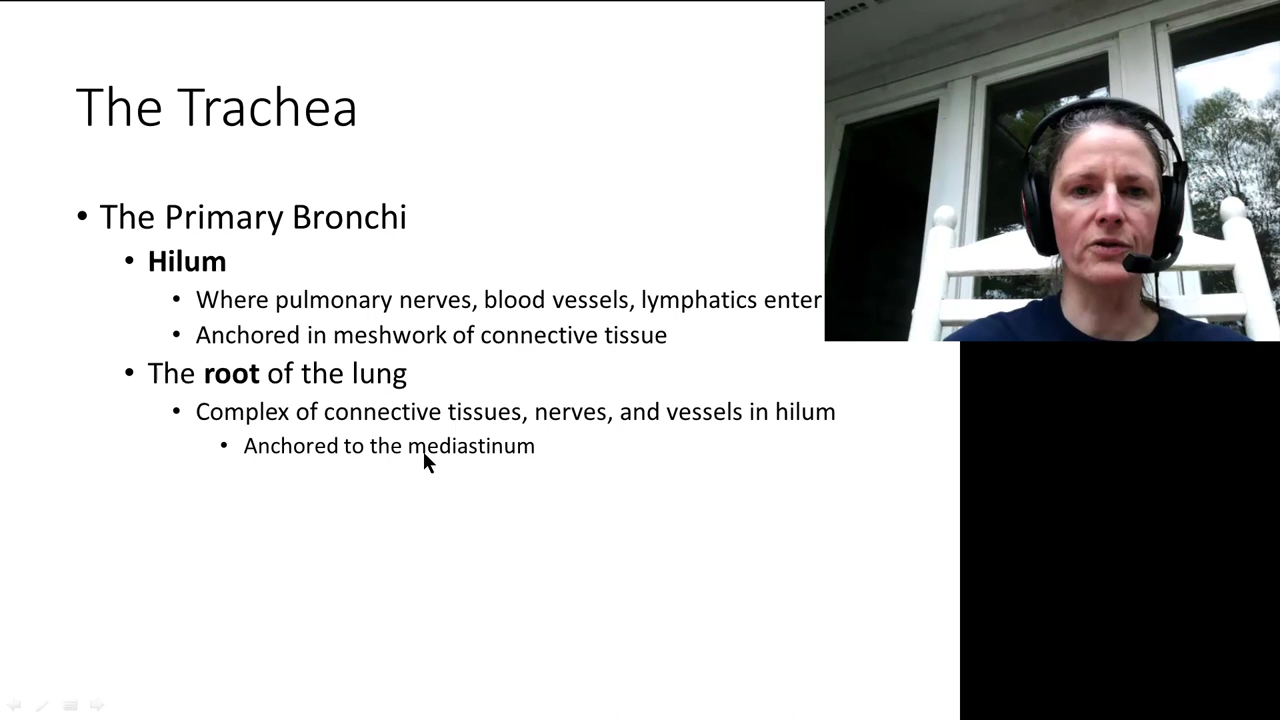 The Trachea
• The Primary Bronchi
• Hilum
• Where pulmonary nerves, blood vessels, lymphatics enter
• Anchored in meshwork of connective tissue
• The root of the lung
• Complex of connective tissues, nerves, and vessels in hilum
• Anchored to the mediastinum